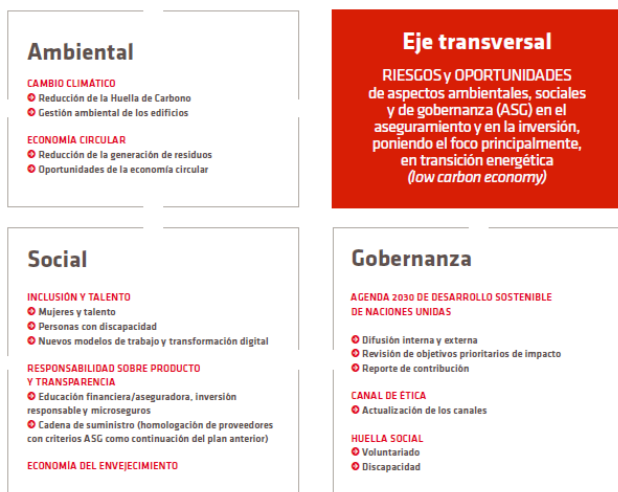 Ambiental
CAMBIO CLIMÁTICO
Reducción de la Huella de Carbono
Gestión ambiental de los edificios
ECONOMÍA CIRCULAR
Reducción de la generación de residuos
Oportunidades de la economía circular
Eje transversal
RIESGOS y OPORTUNIDADES
de aspectos ambientales, sociales
y de gobernanza (ASG) en el
aseguramiento y en la inversión,
poniendo el foco principalmente,
en transición energética
(low carbon economy)
Social
INCLUSIÓN Y TALENTO
Mujeres y talento
Personas con discapacidad
Nuevos modelos de trabajo y transformación digital
RESPONSABILIDAD SOBRE PRODUCTO
Y TRANSPARENCIA
Educación financiera/aseguradora, inversión
responsable y microseguros
Cadena de suministro (homologación de proveedores
con criterios ASG como continuación del plan anterior)
ECONOMÍA DEL ENVEJECIMIENTO
Gobernanza
AGENDA 2030 DE DESARROLLO SOSTENIBLE
DE NACIONES UNIDAS
Difusión interna y externa
Revisión de objetivos prioritarios de impacto
Reporte de contribución
CANAL DE ÉTICA
Actualización de los canales
HUELLA SOCIAL
Voluntariado
Discapacidad